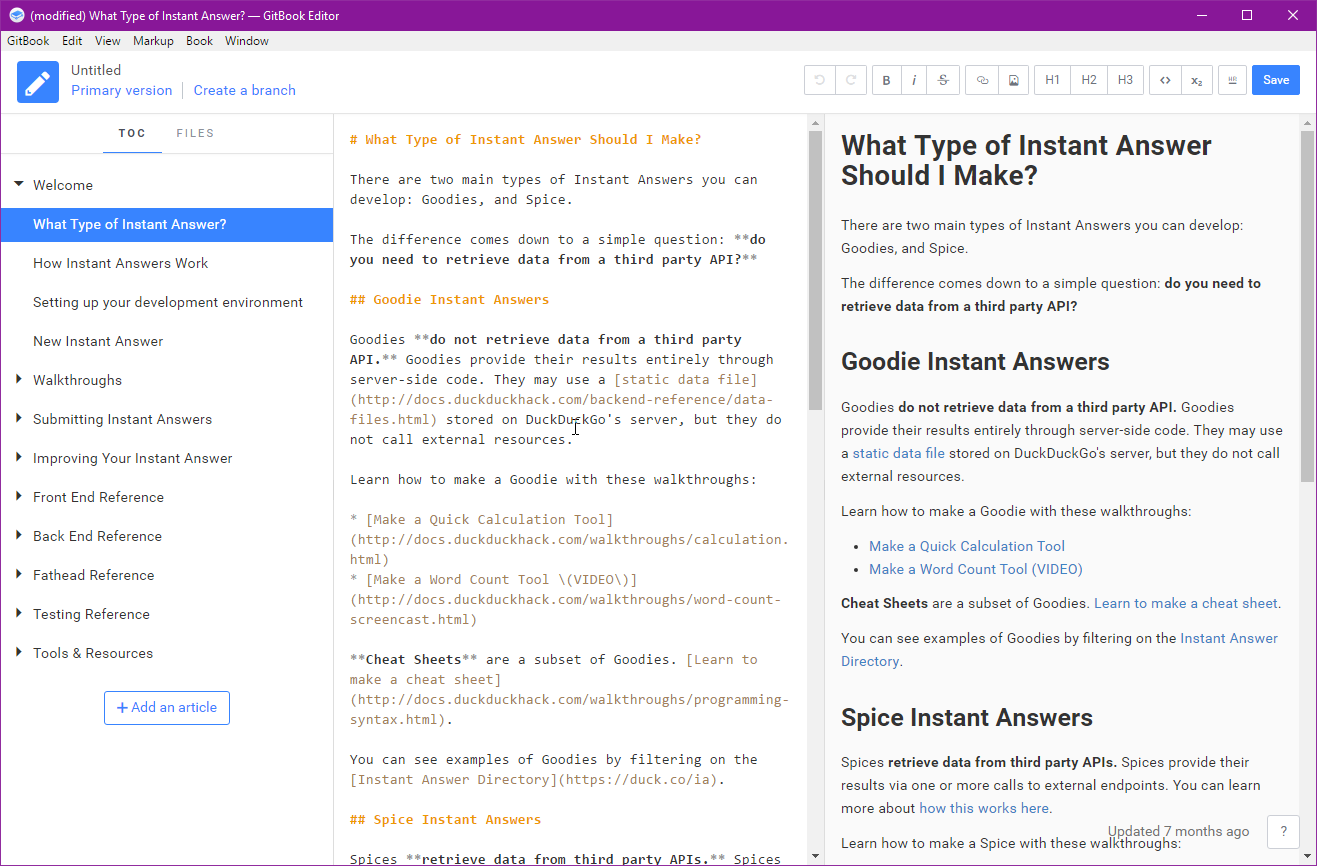 (modified) What Type of Instant Answer? — GitBook Editor
GitBook Edit View Markup Book Window
Untitled
Primary version Create a branch
B i S H1 H2 H3 <> x₂ Save
TOC FILES
Welcome
What Type of Instant Answer?
How Instant Answers Work
Setting up your development environment
New Instant Answer
Walkthroughs
Submitting Instant Answers
Improving Your Instant Answer
Front End Reference
Back End Reference
Fathead Reference
Testing Reference
Tools & Resources
+ Add an article
# What Type of Instant Answer Should I Make?
There are two main types of Instant Answers you can
develop: Goodies, and Spice.
The difference comes down to a simple question: **do
you need to retrieve data from a third party API?**
## Goodie Instant Answers
Goodies **do not retrieve data from a third party
API.** Goodies provide their results entirely through
server-side code. They may use a [static data file]
(http://docs.duckduckhack.com/backend-reference/data-
files.html) stored on DuckDuckGo's server, but they do
not call external resources.
Learn how to make a Goodie with these walkthroughs:
* [Make a Quick Calculation Tool]
(http://docs.duckduckhack.com/walkthroughs/calculation.
html)
* [Make a Word Count Tool \(VIDEO\)]
(http://docs.duckduckhack.com/walkthroughs/word-count-
screencast.html)
**Cheat Sheets** are a subset of Goodies. [Learn to
make a cheat sheet]
(http://docs.duckduckhack.com/walkthroughs/programming-
syntax.html).
You can see examples of Goodies by filtering on the
[Instant Answer Directory](https://duck.co/ia).
## Spice Instant Answers
Spices **retrieve data from third party APIs.** Spices
What Type of Instant Answer
Should I Make?
There are two main types of Instant Answers you can develop:
Goodies, and Spice.
The difference comes down to a simple question: do you need to
retrieve data from a third party API?
Goodie Instant Answers
Goodies do not retrieve data from a third party API. Goodies
provide their results entirely through server-side code. They may use
a static data file stored on DuckDuckGo's server, but they do not call
external resources.
Learn how to make a Goodie with these walkthroughs:
• Make a Quick Calculation Tool
• Make a Word Count Tool (VIDEO)
Cheat Sheets are a subset of Goodies. Learn to make a cheat sheet.
You can see examples of Goodies by filtering on the Instant Answer
Directory.
Spice Instant Answers
Spices retrieve data from third party APIs. Spices provide their
results via one or more calls to external endpoints. You can learn
more about how this works here.
Learn how to make a Spice with these walkthroughs:
Updated 7 months ago ?